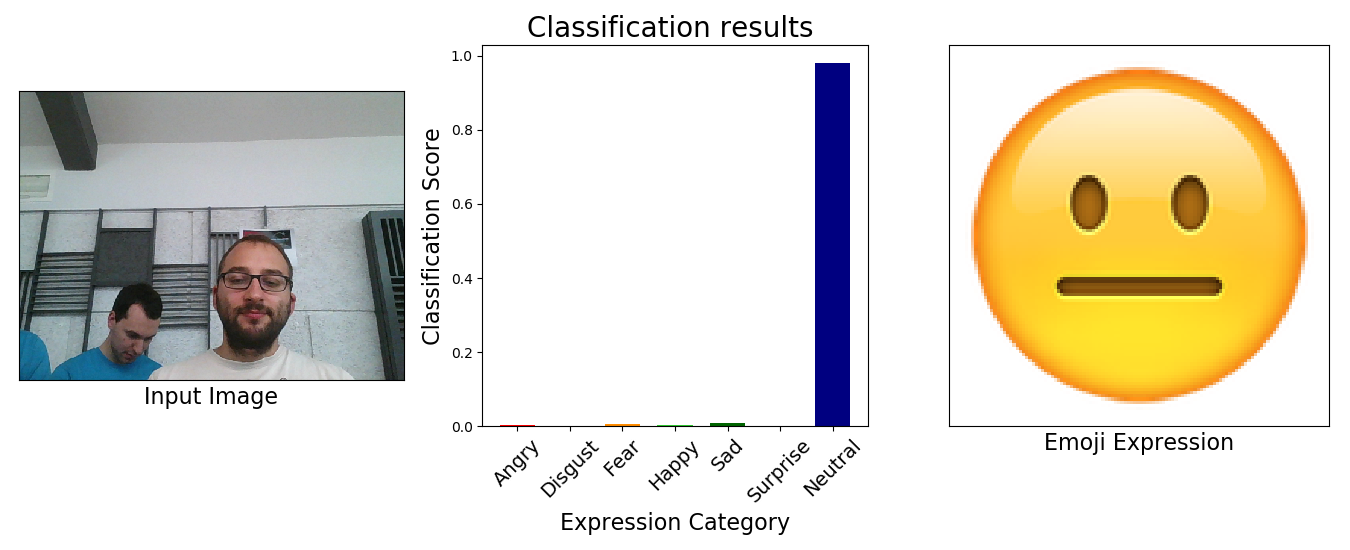 Input Image
Classification results
Classification Score
1.0
0.8
0.6
0.4
0.2
0.0
Angry
Disgust
Fear
Happy
Sad
Surprise
Neutral
Expression Category
Emoji Expression